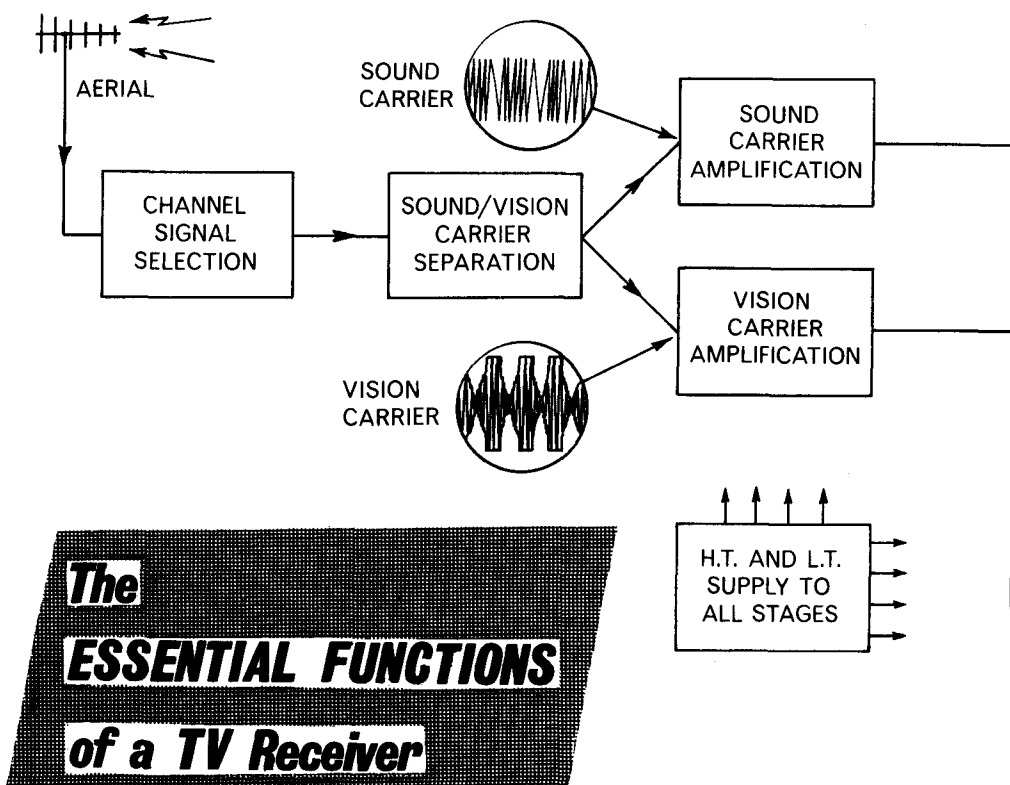 AERIAL
SOUND
CARRIER
SOUND
CARRIER
AMPLIFICATION
CHANNEL
SIGNAL
SELECTION
SOUND/VISION
CARRIER
SEPARATION
VISION
CARRIER
AMPLIFICATION
VISION
CARRIER
H.T. AND L.T.
SUPPLY TO
ALL STAGES
The
ESSENTIAL FUNCTIONS
of a TV Receiver